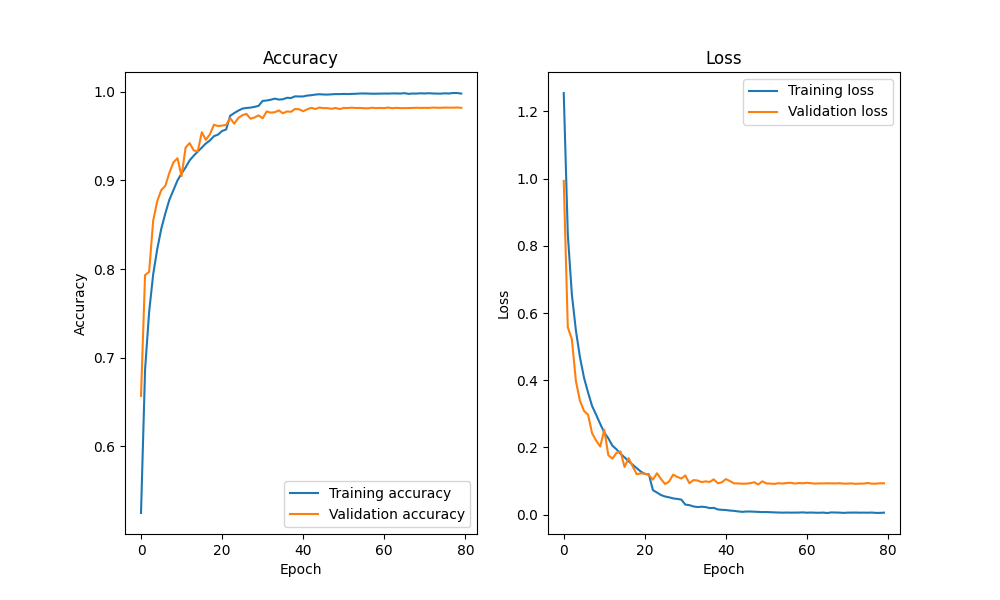 Accuracy
Accuracy
1.0
0.9
0.8
0.7
0.6
0 20 40 60 80
Epoch
Training accuracy
Validation accuracy
Loss
Loss
1.2
1.0
0.8
0.6
0.4
0.2
0.0
0 20 40 60 80
Epoch
Training loss
Validation loss